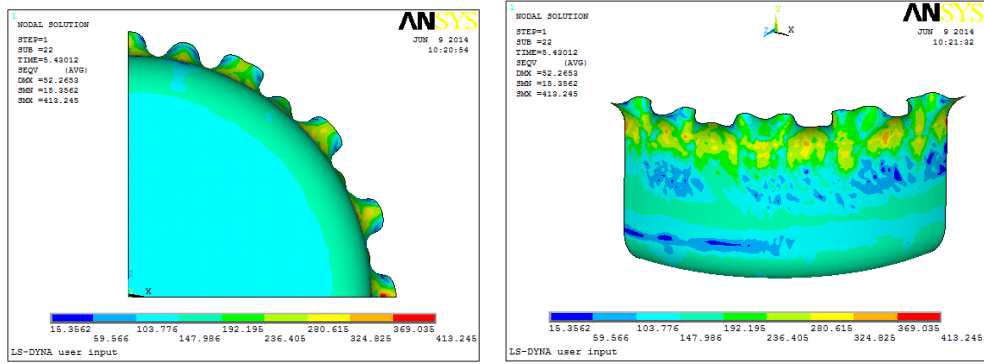 1
NODAL SOLUTION
STEP=1
SUB =22
TIME=5.43012
SEQV (AVG)
DMX =52.2653
SMN =15.3562
SMX =413.245
ANSYS
JUN 9 2014
10:20:54
Z
Y X
15.3562 103.776 192.195 280.615 369.035
59.566 147.986 236.405 324.825 413.245
LS-DYNA user input
1
NODAL SOLUTION
STEP=1
SUB =22
TIME=5.43012
SEQV (AVG)
DMX =52.2653
SMN =15.3562
SMX =413.245
Y
Z X
ANSYS
JUN 9 2014
10:21:32
15.3562 103.776 192.195 280.615 369.035
59.566 147.986 236.405 324.825 413.245
LS-DYNA user input